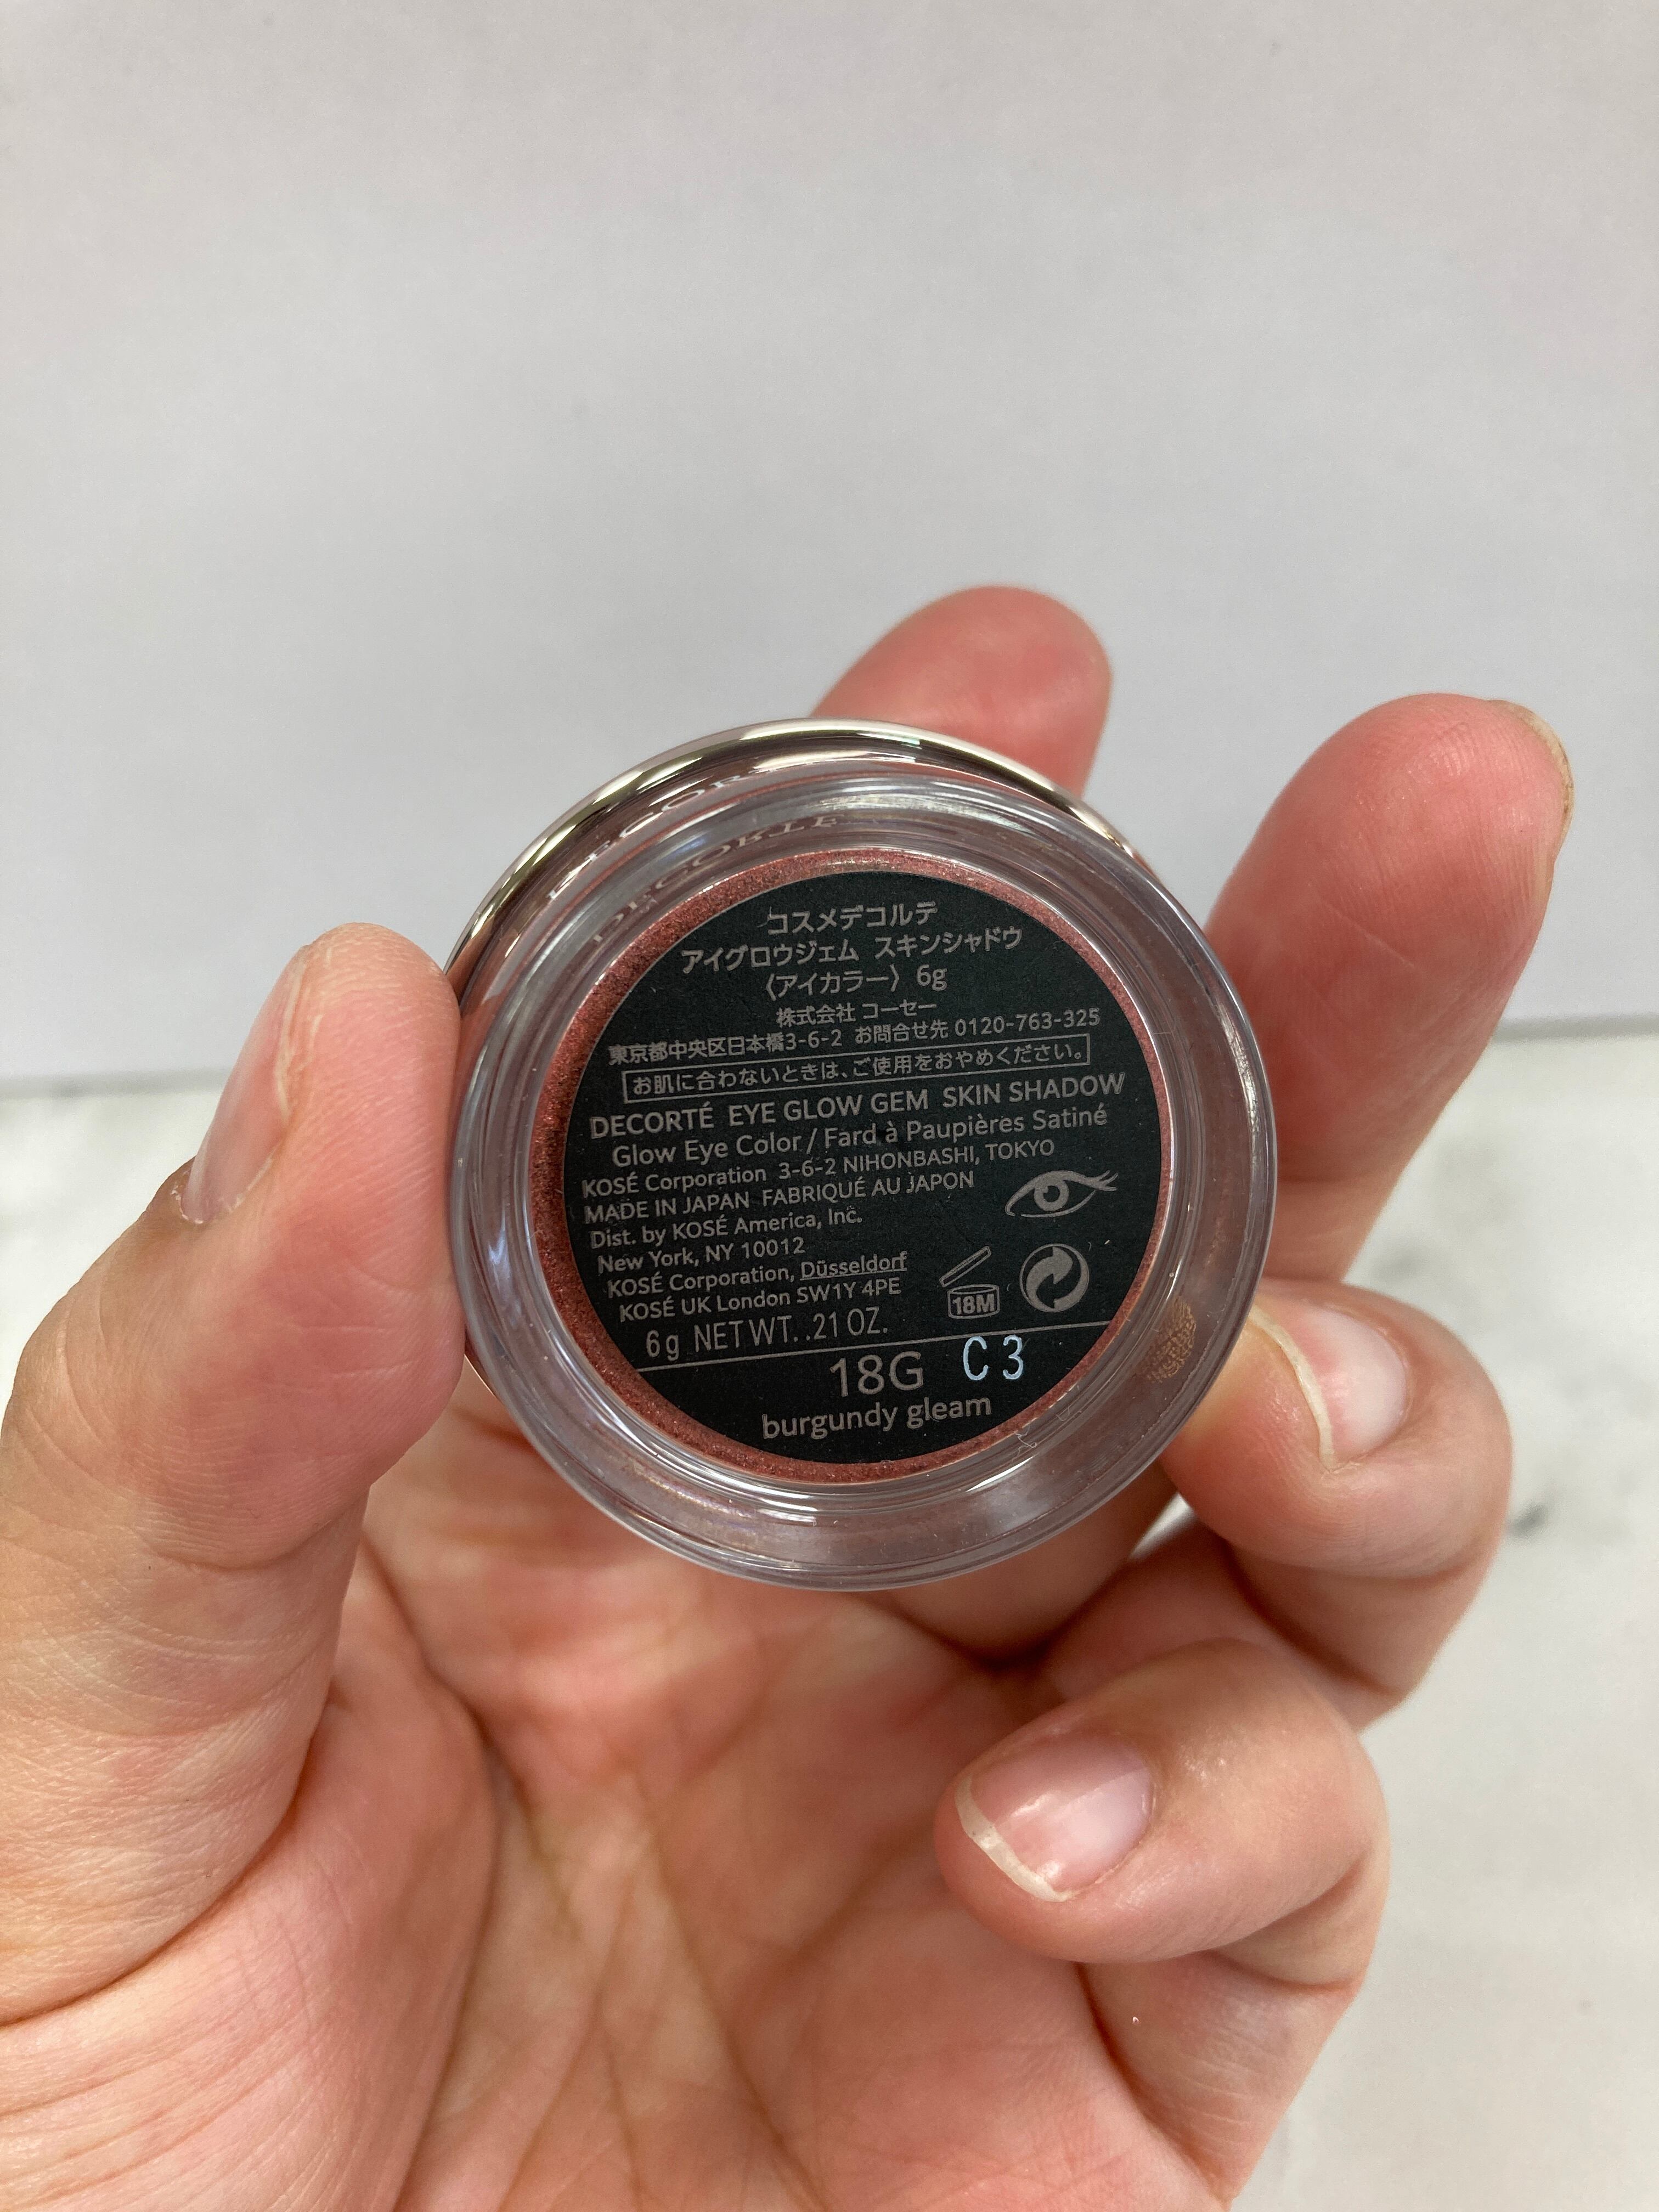 DECORTÉ
コスメデコルテ
アイグロウジェム スキンシャドウ
〈アイカラー〉 6g
株式会社 コーセー
東京都中央区日本橋3-6-2 お問合せ先 0120-763-325
お肌に合わないときは、ご使用をおやめください。
DECORTÉ EYE GLOW GEM SKIN SHADOW
Glow Eye Color / Fard à Paupières Satiné
KOSÉ Corporation 3-6-2 NIHONBASHI, TOKYO
MADE IN JAPAN FABRIQUÉ AU JAPON
Dist. by KOSÉ America, Inc.
New York, NY 10012
KOSÉ Corporation, Düsseldorf
KOSÉ UK London SW1Y 4PE
18M
6g NET WT. .21 OZ.
18G C3
burgundy gleam